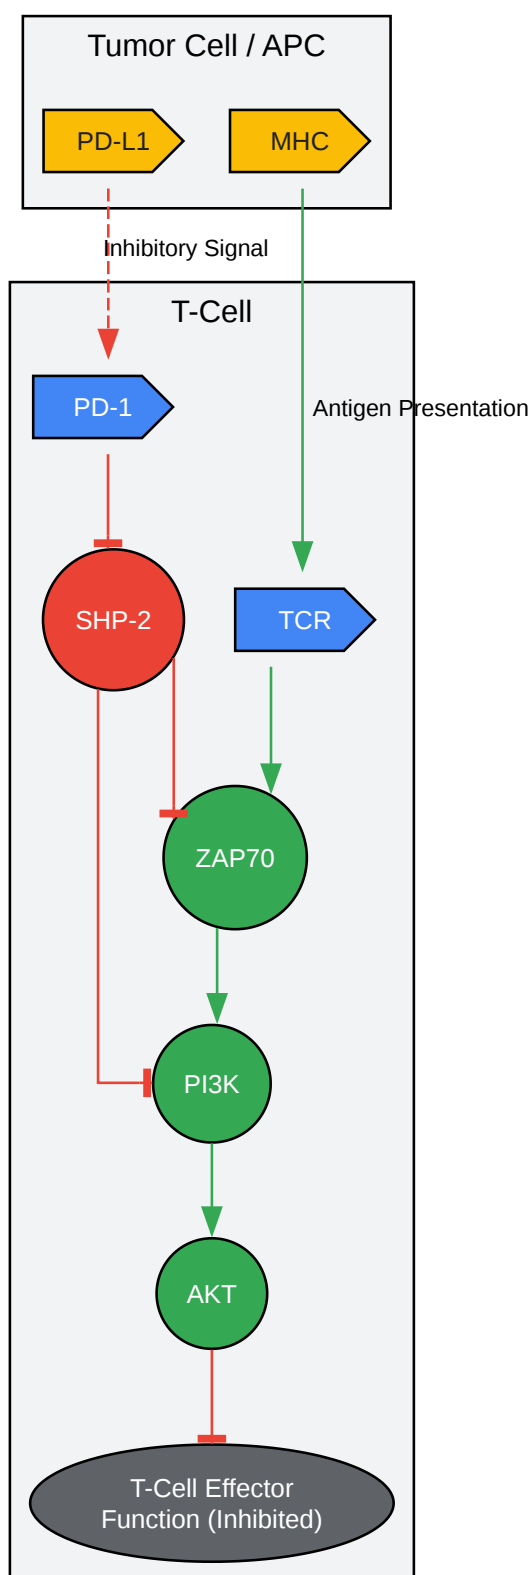 Tumor Cell / APC
PD-L1
MHC
Inhibitory Signal
T-Cell
PD-1
Antigen Presentation
SHP-2
TCR
ZAP70
PI3K
AKT
T-Cell Effector
Function (Inhibited)